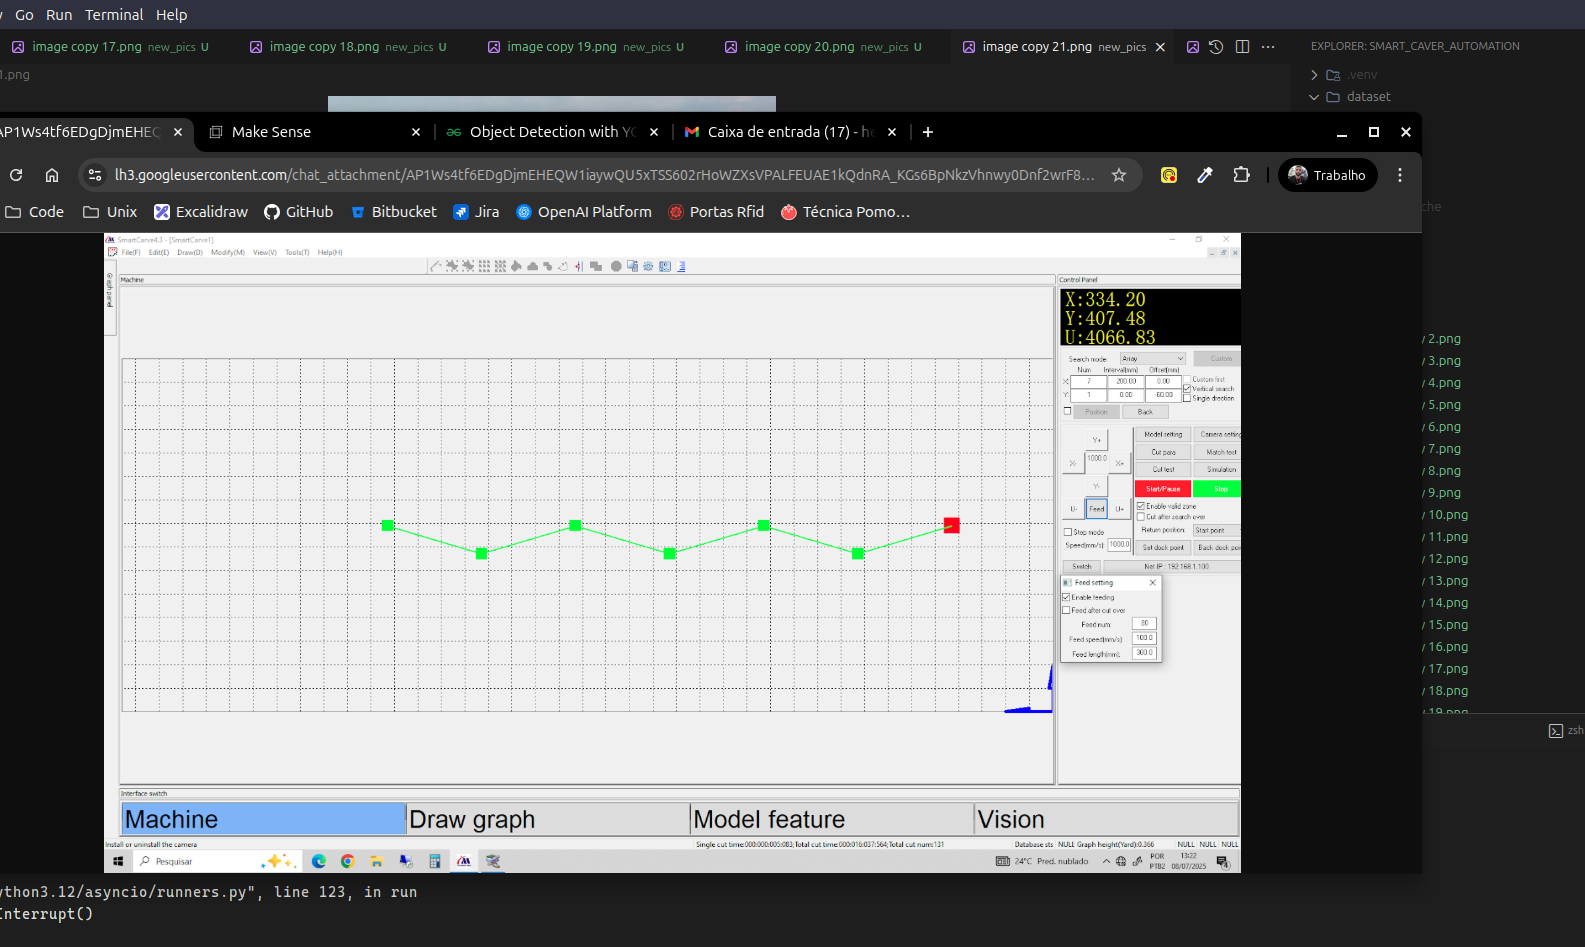 Go Run Terminal Help
image copy 17.png new_pics U
image copy 18.png new_pics U
image copy 19.png new_pics U
image copy 20.png new_pics U
image copy 21.png new_pics
EXPLORER: SMART_CAVER_AUTOMATION
1.png
.venv
dataset
AP1Ws4tf6EDgDjmEHEQ
Make Sense
Object Detection with YO
Caixa de entrada (17) - he
lh3.googleusercontent.com/chat_attachment/AP1Ws4tf6EDgDjmEHEQW1iaywQU5xTSS602rHoWZXsVPALFEUAE1kQdnRA_KGs6BpNkzVhnwy0Dnf2wrF8...
Trabalho
Code
Unix
Excalidraw
GitHub
Bitbucket
Jira
OpenAI Platform
Portas Rfid
Técnica Pomo...
che
SmartCarve4.3 - [SmartCarve1]
File(F) Edit(E) Draw(D) Modify(M) View(V) Tools(T) Help(H)
Graph panel
Machine
Control Panel
X:334.20
Y:407.48
U:4066.83
Search mode: Array Custom
Num Interval(mm) Offset(mm)
X: 7 200.00 0.00
Y: 1 0.00 -60.00
Custom first
Vertical search
Single direction
Position Back
Y+
X- 1000.0 X+
Y-
U- Feed U+
Model setting Camera setting
Cut para Match test
Cut test Simulation
Start/Pause Stop
Enable valid zone
Cut after search over
Return position: Start point
Stop mode
Speed(mm/s): 1000.0
Set dock point Back dock poin
Switch Net IP : 192.168.1.100
Feed setting
Enable feeding
Feed after cut over
Feed num: 80
Feed speed(mm/s): 100.0
Feed length(mm): 300.0
y 2.png
y 3.png
y 4.png
y 5.png
y 6.png
y 7.png
y 8.png
y 9.png
y 10.png
y 11.png
y 12.png
y 13.png
y 14.png
y 15.png
y 16.png
y 17.png
y 18.png
y 19.png
zsh
Interface switch
Machine
Draw graph
Model feature
Vision
Install or uninstall the camera
Single cut time:000:000:005:083;Total cut time:000:016:037:564;Total cut num:131
Database sts NULL Graph height(Yard):0.366 NULL NULL NULL
Pesquisar
24°C Pred. nublado
POR
PTB2
13:22
08/07/2025
4
ython3.12/asyncio/runners.py", line 123, in run
Interrupt()